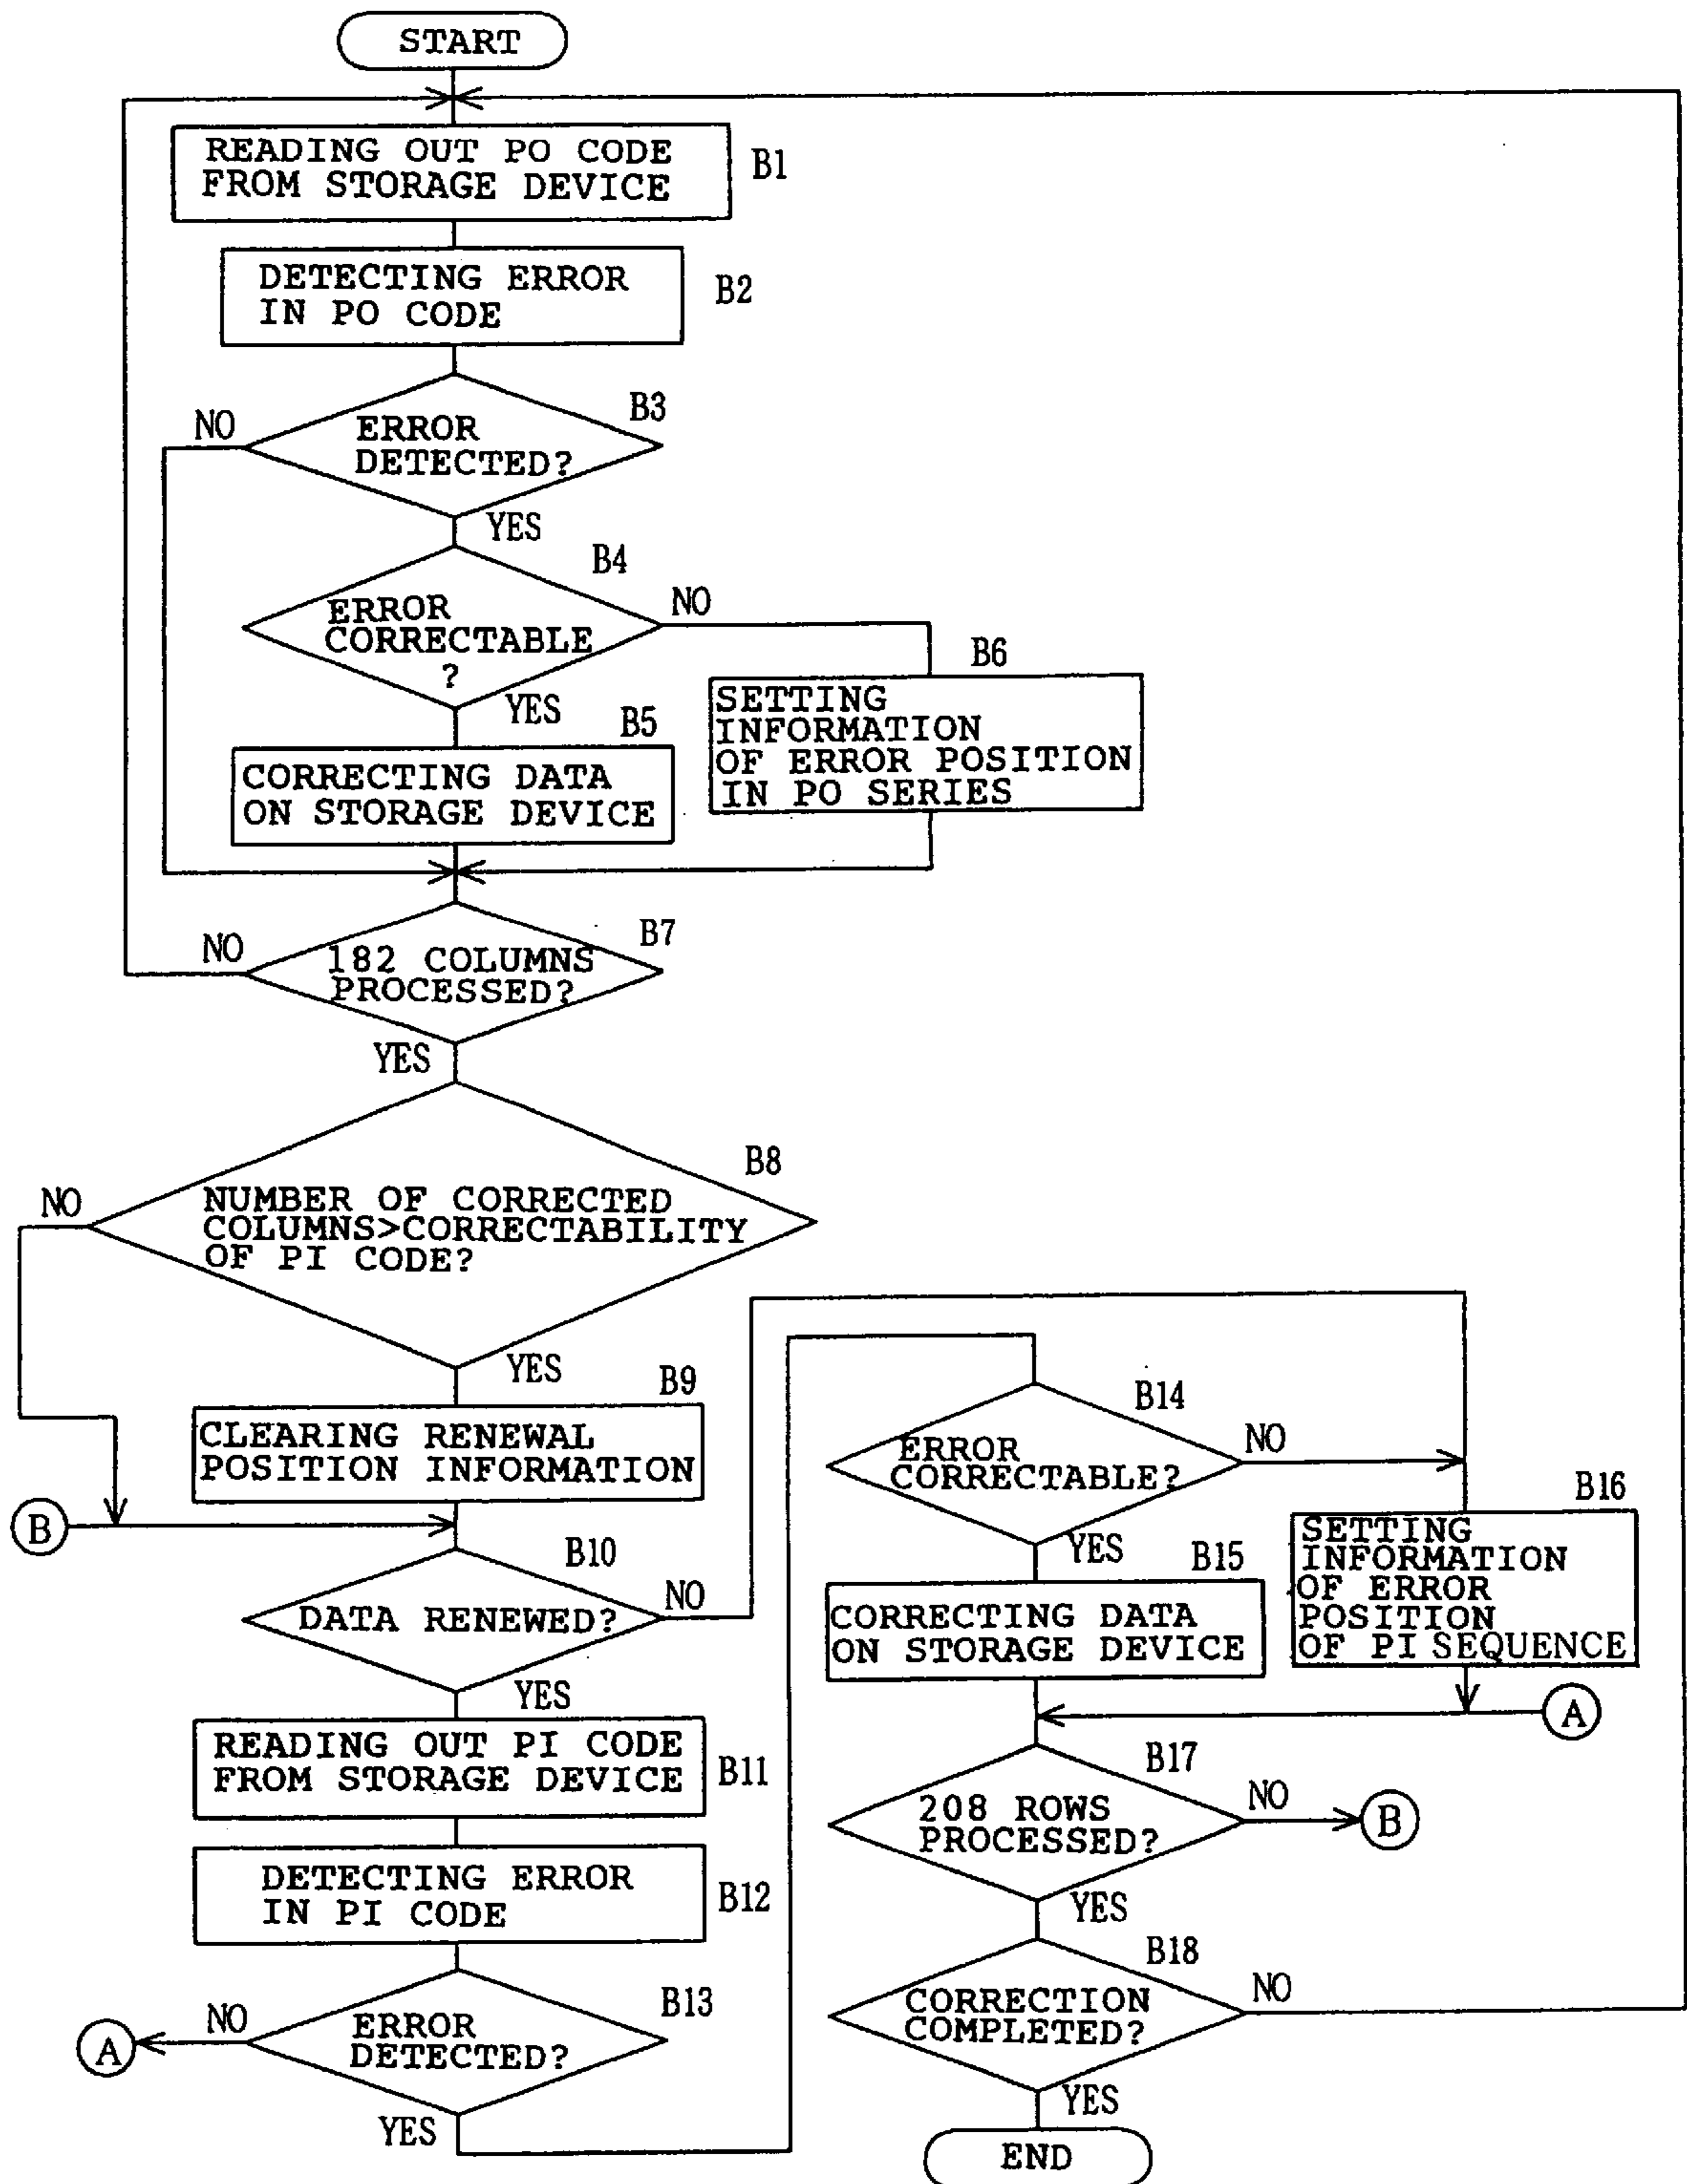 START
READING OUT PO CODE
FROM STORAGE DEVICE
B1
DETECTING ERROR
IN PO CODE
B2
B3
NO
ERROR
DETECTED?
YES
B4
ERROR
CORRECTABLE
?
NO
YES
B5
CORRECTING DATA
ON STORAGE DEVICE
B6
SETTING
INFORMATION
OF ERROR POSITION
IN PO SERIES
B7
NO
182 COLUMNS
PROCESSED?
YES
B8
NO
NUMBER OF CORRECTED
COLUMNS>CORRECTABILITY
OF PI CODE?
YES
B9
CLEARING RENEWAL
POSITION INFORMATION
B
B10
DATA RENEWED?
NO
YES
READING OUT PI CODE
FROM STORAGE DEVICE
B11
DETECTING ERROR
IN PI CODE
B12
B13
NO
A
ERROR
DETECTED?
YES
B14
ERROR
CORRECTABLE?
NO
YES
B15
CORRECTING DATA
ON STORAGE DEVICE
B16
SETTING
INFORMATION
OF ERROR
POSITION
OF PI SEQUENCE
A
B17
208 ROWS
PROCESSED?
NO
B
YES
B18
CORRECTION
COMPLETED?
NO
YES
END